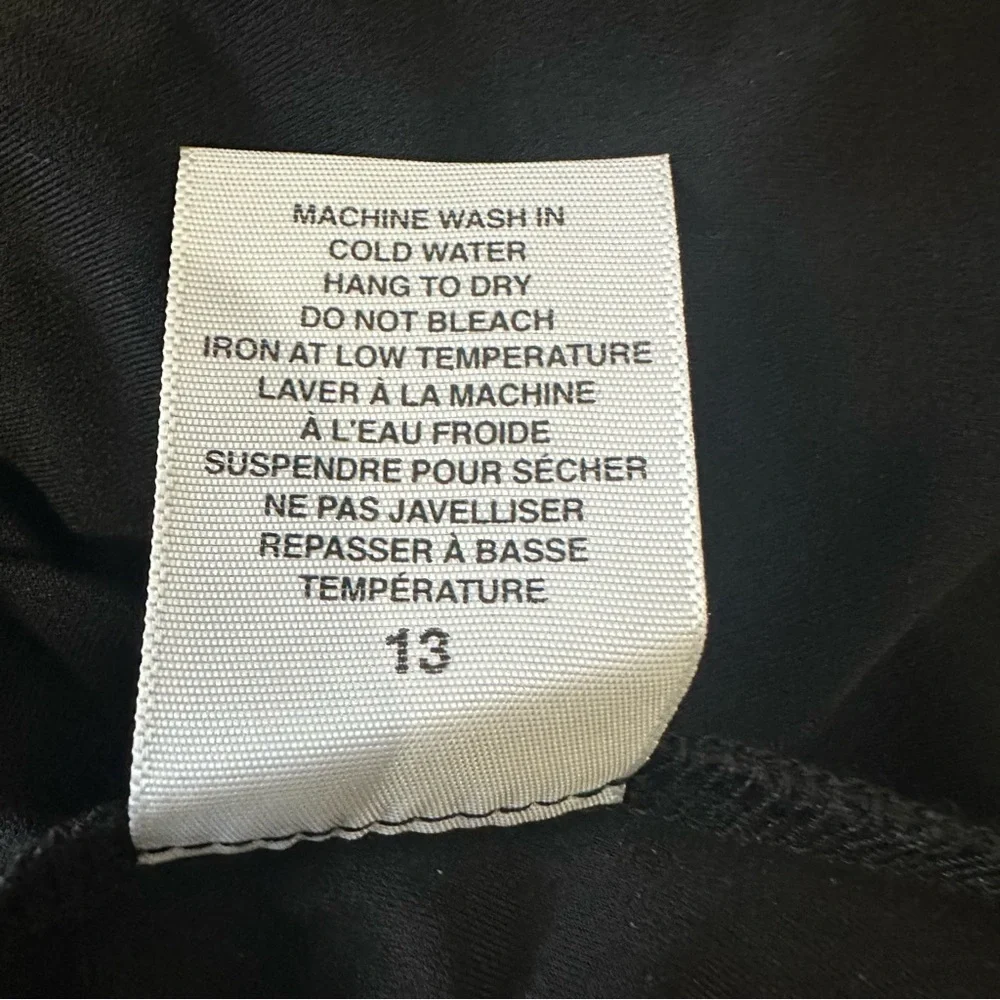 MACHINE WASH IN
COLD WATER
HANG TO DRY
DO NOT BLEACH
IRON AT LOW TEMPERATURE
LAVER À LA MACHINE
À L'EAU FROIDE
SUSPENDRE POUR SÉCHER
NE PAS JAVELLISER
REPASSER À BASSE
TEMPÉRATURE
13